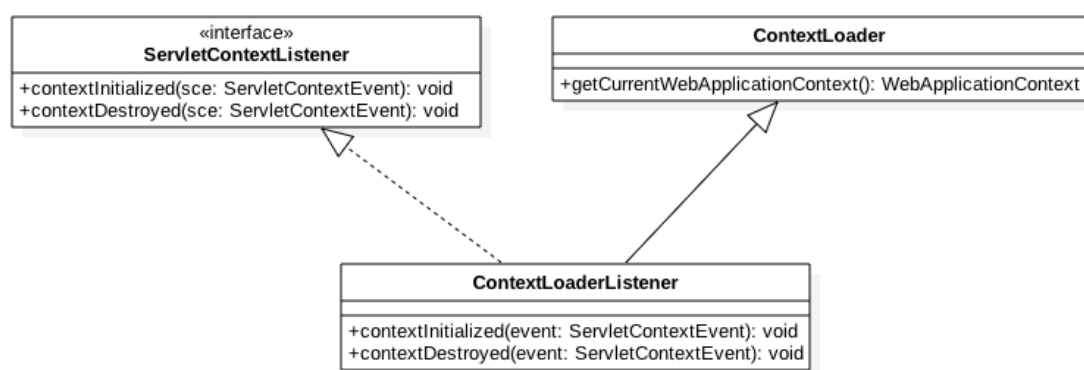 «interface»
ServletContextListener
+contextInitialized(sce: ServletContextEvent): void
+contextDestroyed(sce: ServletContextEvent): void
ContextLoader
+getCurrentWebApplicationContext(): WebApplicationContext
ContextLoaderListener
+contextInitialized(event: ServletContextEvent): void
+contextDestroyed(event: ServletContextEvent): void